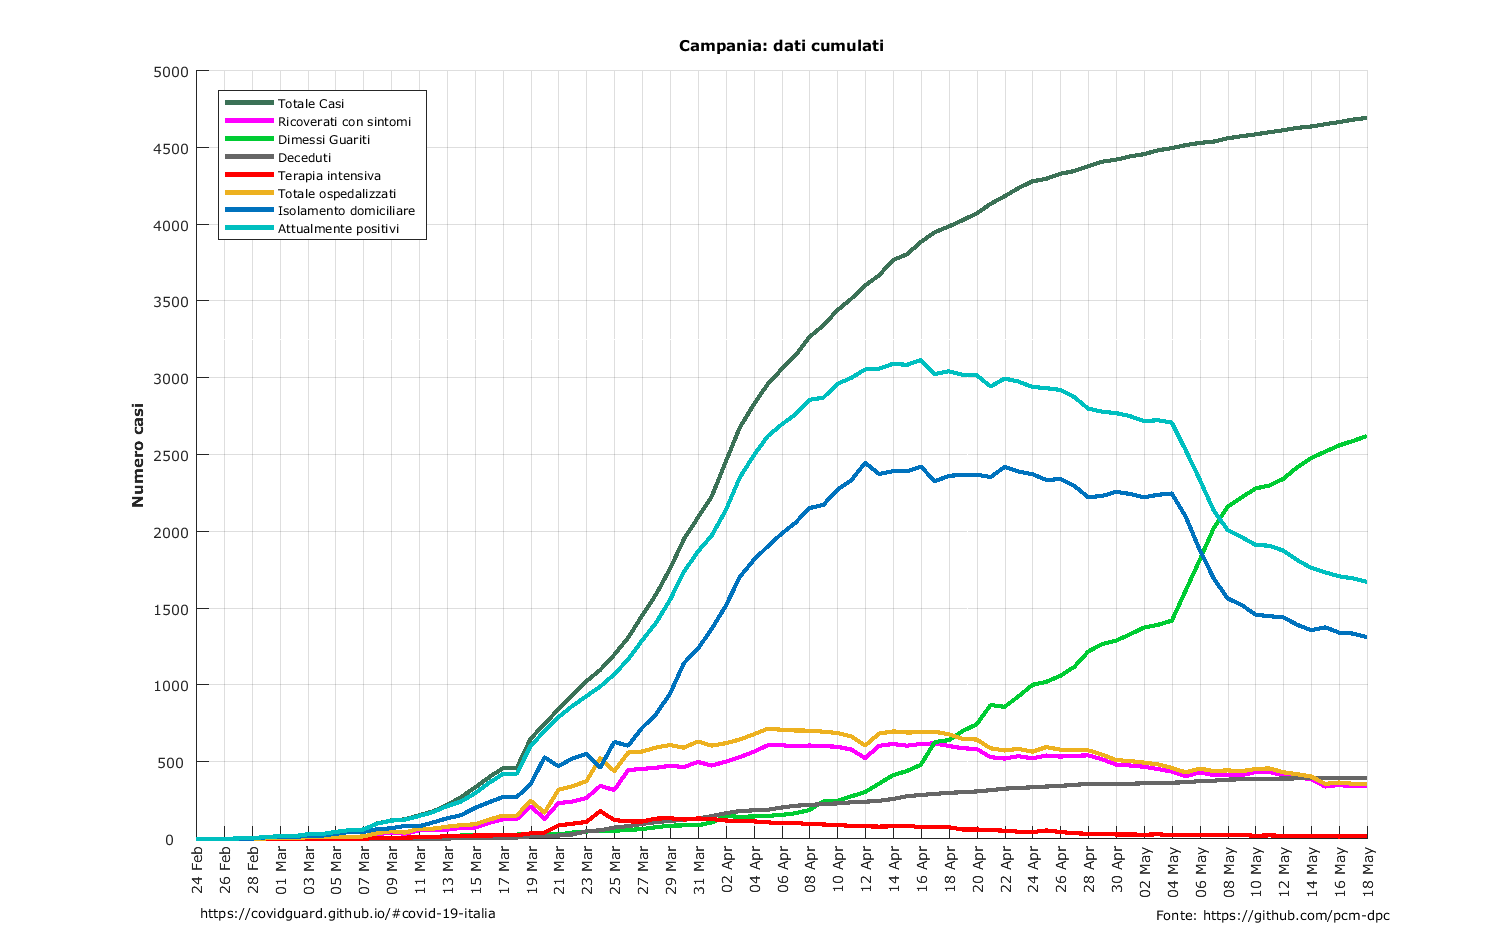 Campania: dati cumulati
5000
4500
4000
3500
3000
2500
2000
1500
1000
500
0
Numero casi
Totale Casi
Ricoverati con sintomi
Dimessi Guariti
Deceduti
Terapia intensiva
Totale ospedalizzati
Isolamento domiciliare
Attualmente positivi
24 Feb
26 Feb
28 Feb
01 Mar
03 Mar
05 Mar
07 Mar
09 Mar
11 Mar
13 Mar
15 Mar
17 Mar
19 Mar
21 Mar
23 Mar
25 Mar
27 Mar
29 Mar
31 Mar
02 Apr
04 Apr
06 Apr
08 Apr
10 Apr
12 Apr
14 Apr
16 Apr
18 Apr
20 Apr
22 Apr
24 Apr
26 Apr
28 Apr
30 Apr
02 May
04 May
06 May
08 May
10 May
12 May
14 May
16 May
18 May
https://covidguard.github.io/#covid-19-italia
Fonte: https://github.com/pcm-dpc